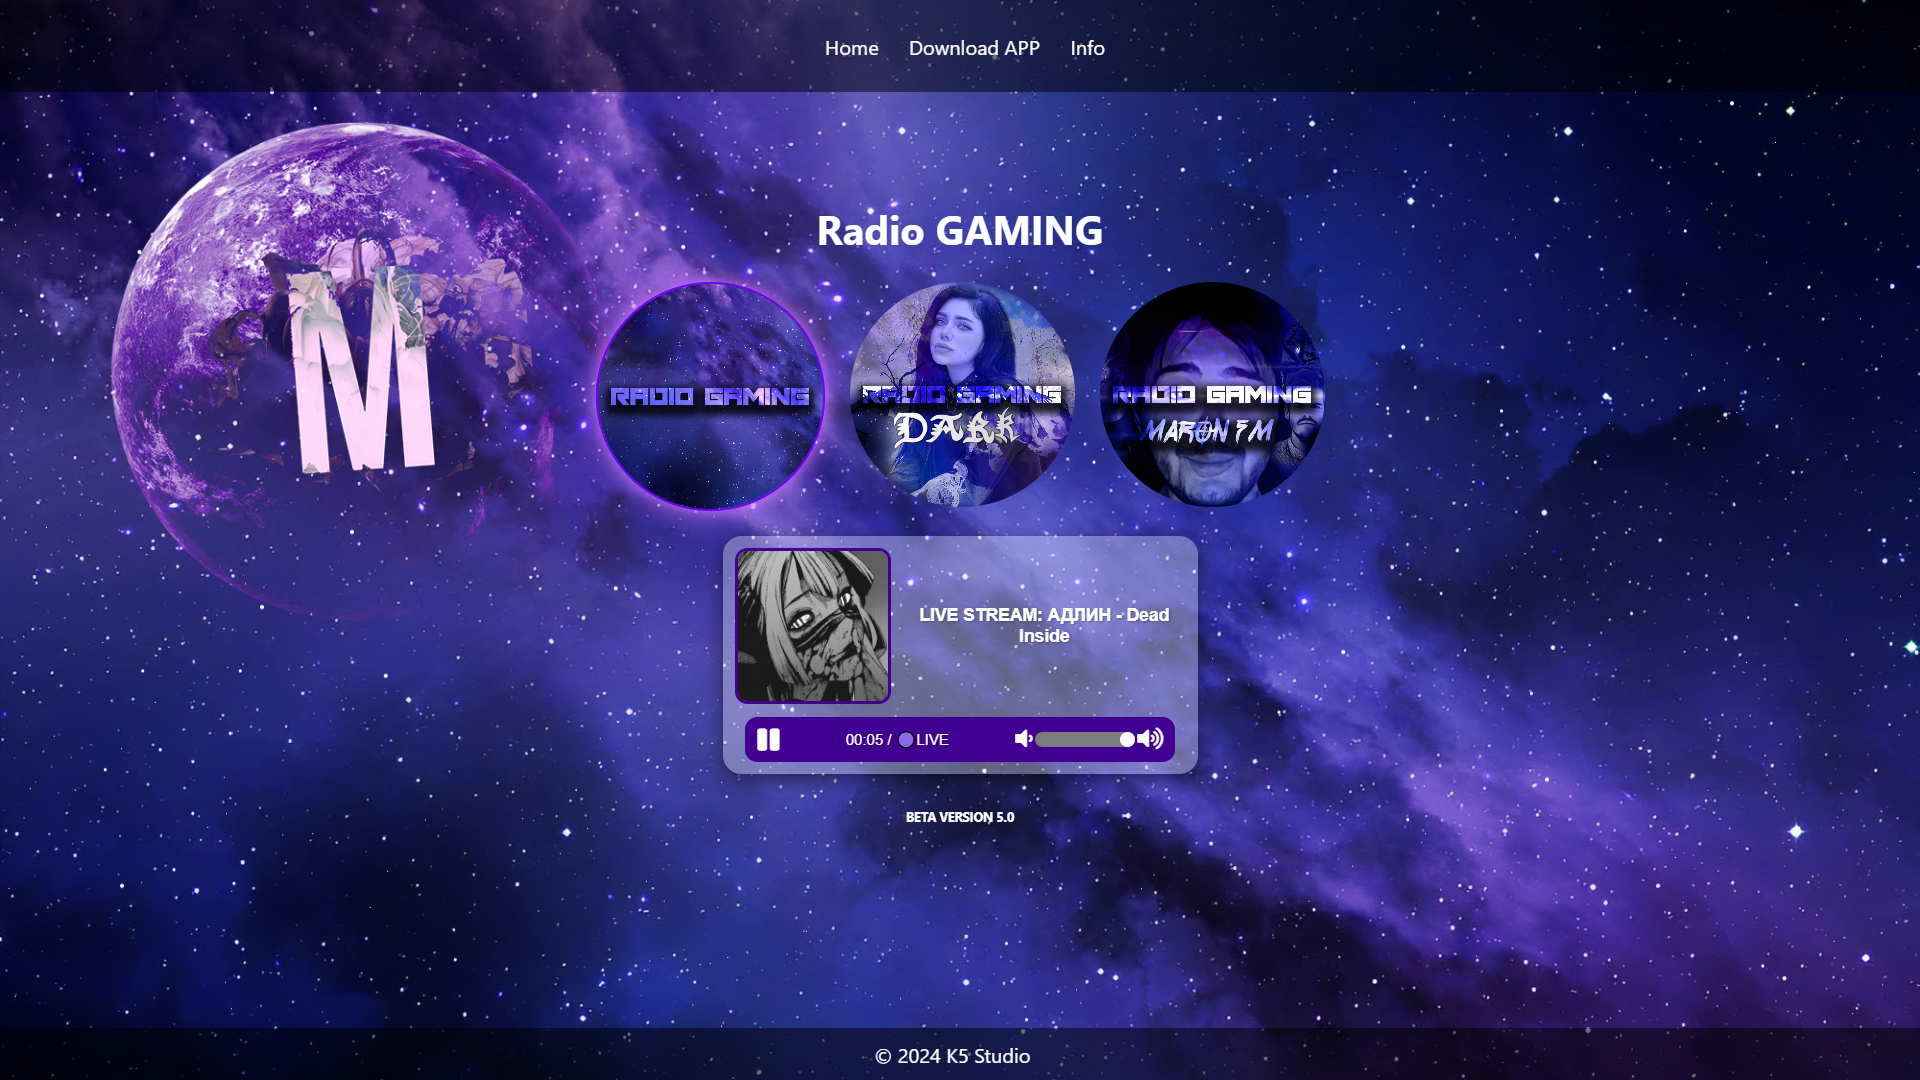 Home Download APP Info
Radio GAMING
M
RADIO GAMING
RADIO GAMING
DARK
RADIO GAMING
MARON FM
LIVE STREAM: АДЛИН - Dead
Inside
00:05 / LIVE
BETA VERSION 5.0
© 2024 K5 Studio